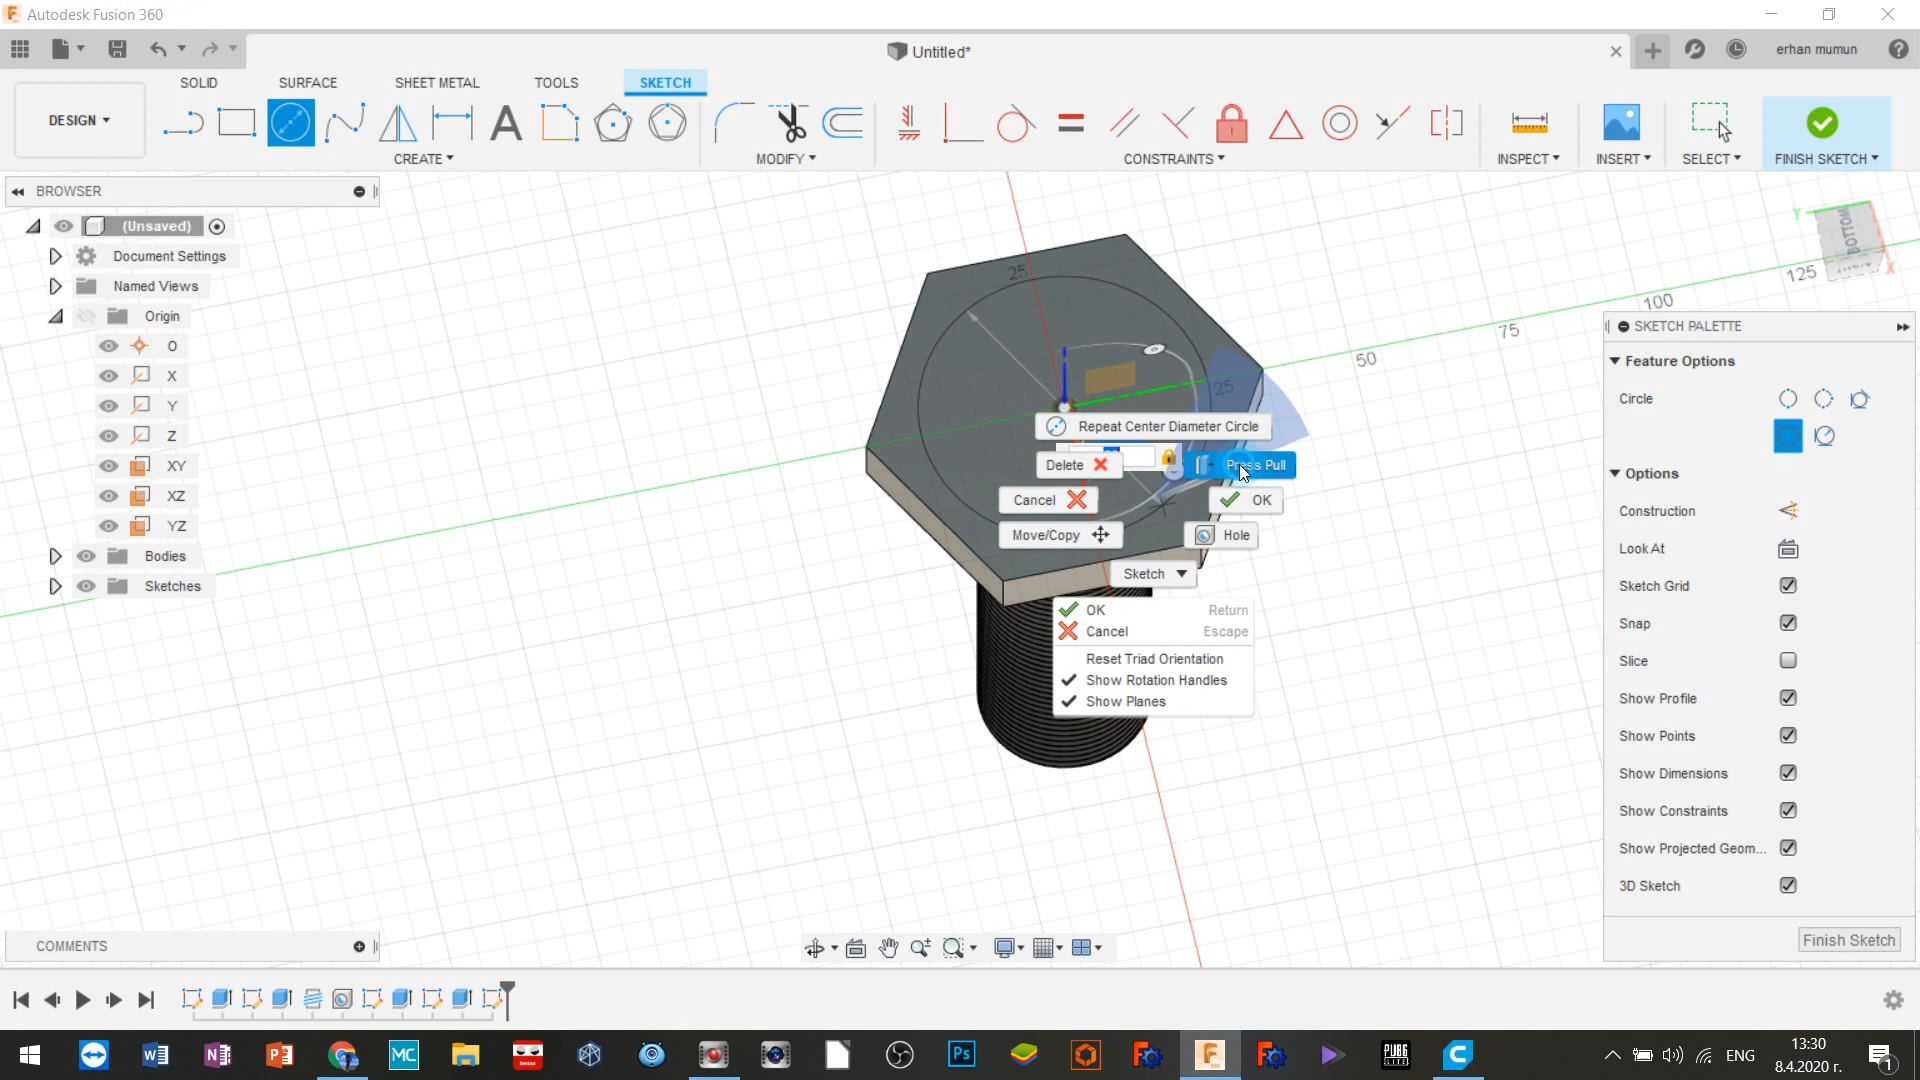 Autodesk Fusion 360
Untitled*
erhan mumun
SOLID
SURFACE
SHEET METAL
TOOLS
SKETCH
DESIGN
CREATE
MODIFY
CONSTRAINTS
INSPECT
INSERT
SELECT
FINISH SKETCH
BROWSER
(Unsaved)
Document Settings
Named Views
Origin
O
X
Y
Z
XY
XZ
YZ
Bodies
Sketches
25
25
50
75
100
125
Y
BOTTOM
X
Repeat Center Diameter Circle
Delete
Press Pull
Cancel
OK
Move/Copy
Hole
Sketch
OK Return
Cancel Escape
Reset Triad Orientation
Show Rotation Handles
Show Planes
SKETCH PALETTE
Feature Options
Circle
Options
Construction
Look At
Sketch Grid
Snap
Slice
Show Profile
Show Points
Show Dimensions
Show Constraints
Show Projected Geom...
3D Sketch
Finish Sketch
COMMENTS
MC
Ps
PUBG
LITE
ENG
13:30
8.4.2020 г.
1